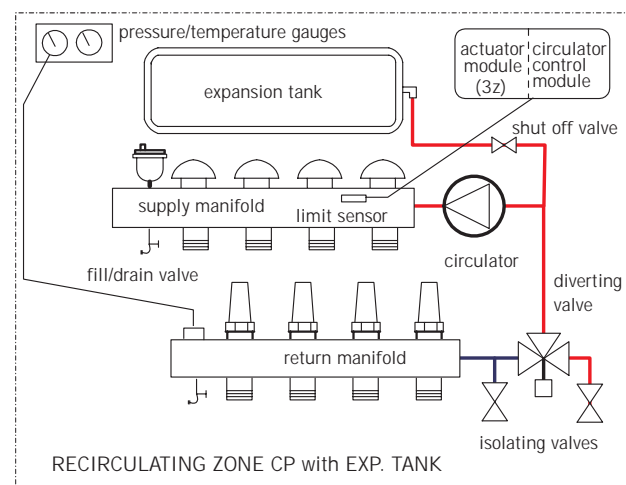 pressure/temperature gauges
actuator
module
(3z)
circulator
control
module
expansion tank
shut off valve
supply manifold
limit sensor
circulator
fill/drain valve
diverting
valve
return manifold
isolating valves
RECIRCULATING ZONE CP with EXP. TANK